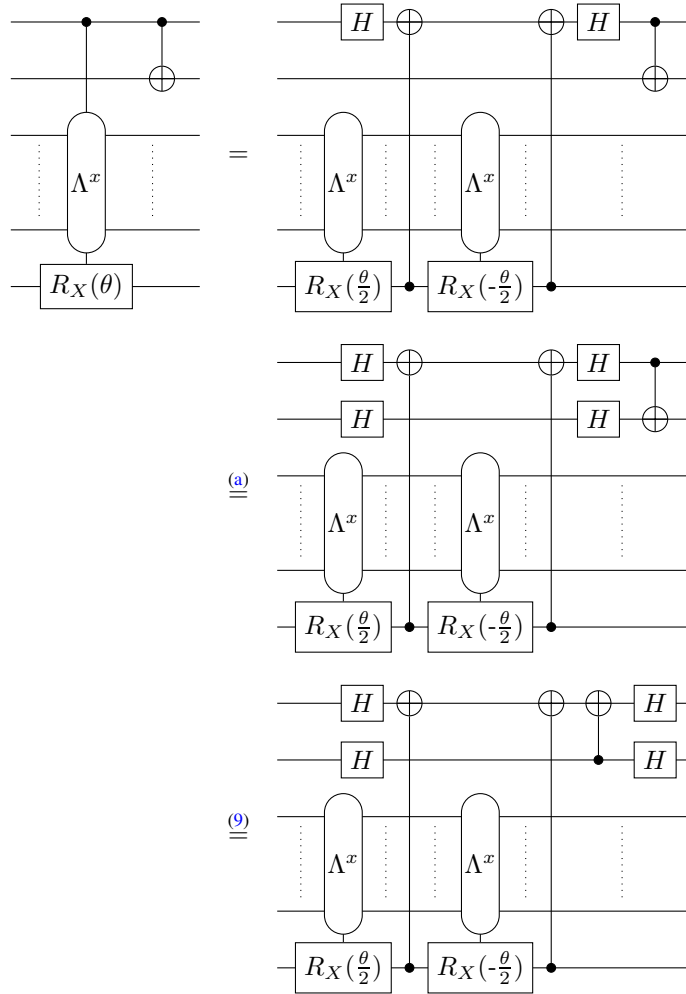 H H
=
Λ^x Λ^x Λ^x
R_X(θ) R_X(θ/2) R_X(-θ/2)
H H
H H
(a)
=
Λ^x Λ^x
R_X(θ/2) R_X(-θ/2)
H H
H H
(9)
=
Λ^x Λ^x
R_X(θ/2) R_X(-θ/2)